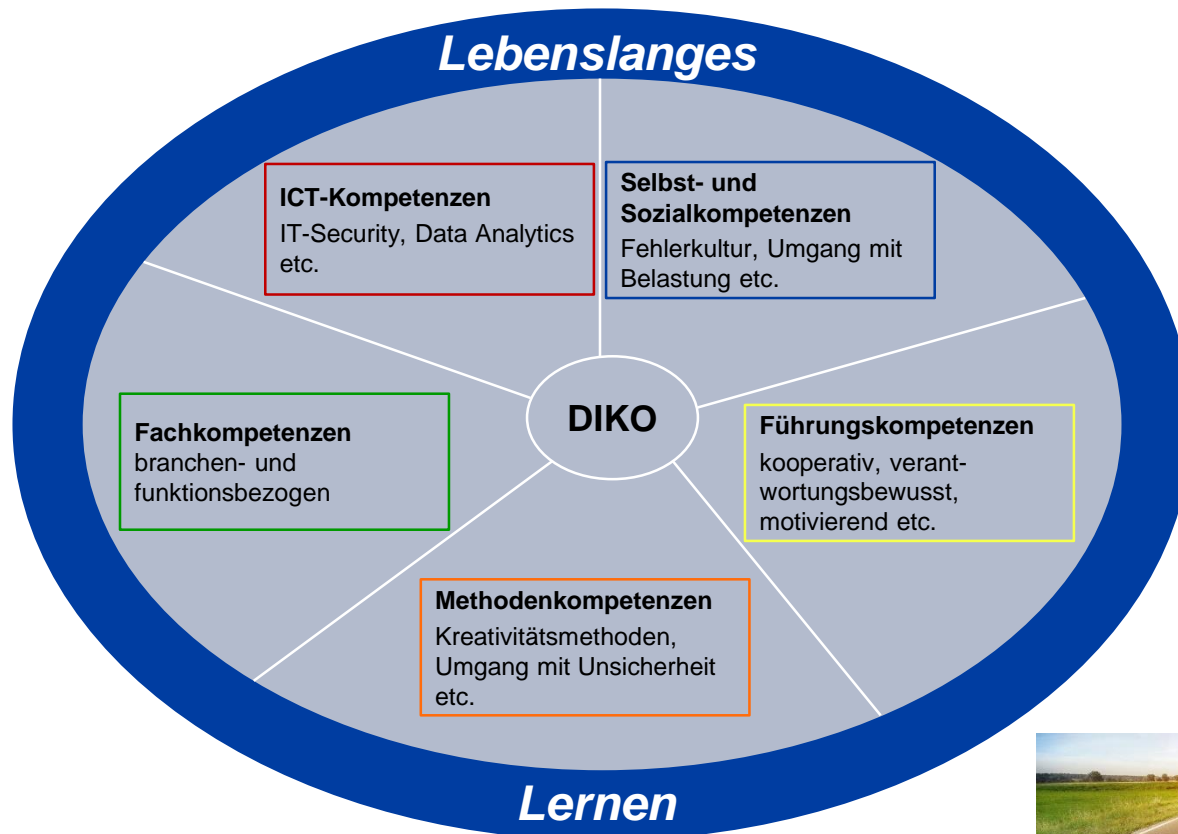 Lebenslanges
ICT-Kompetenzen
IT-Security, Data Analytics
etc.
Selbst- und
Sozialkompetenzen
Fehlerkultur, Umgang mit
Belastung etc.
Fachkompetenzen
branchen- und
funktionsbezogen
DIKO
Führungskompetenzen
kooperativ, verant-
wortungsbewusst,
motivierend etc.
Methodenkompetenzen
Kreativitätsmethoden,
Umgang mit Unsicherheit
etc.
Lernen